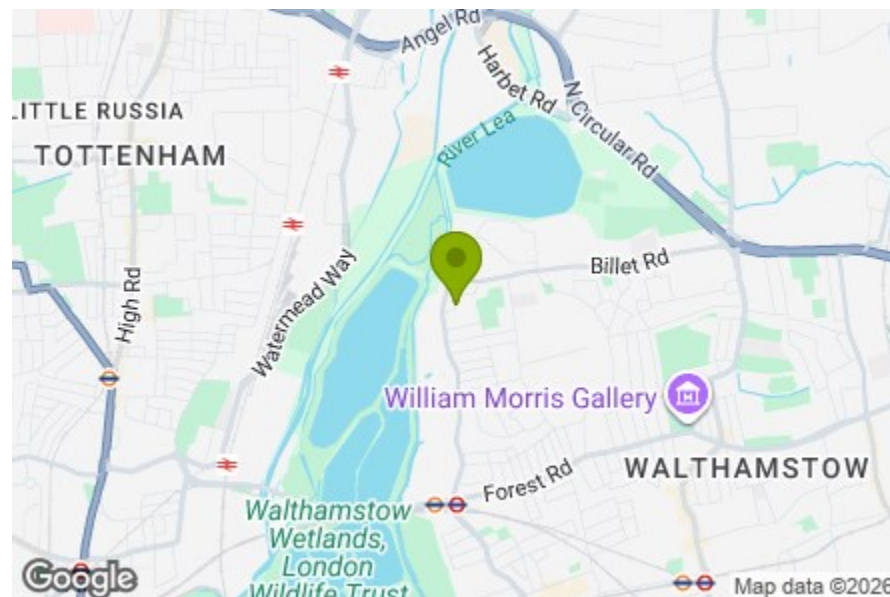 Angel Rd
Harbet Rd
N Circular Rd
LITTLE RUSSIA
TOTTENHAM
River Lea
Billet Rd
High Rd
Watermead Way
William Morris Gallery
WALTHAMSTOW
Forest Rd
Walthamstow
Wetlands,
London
Wildlife Trust
Google
Map data ©2026